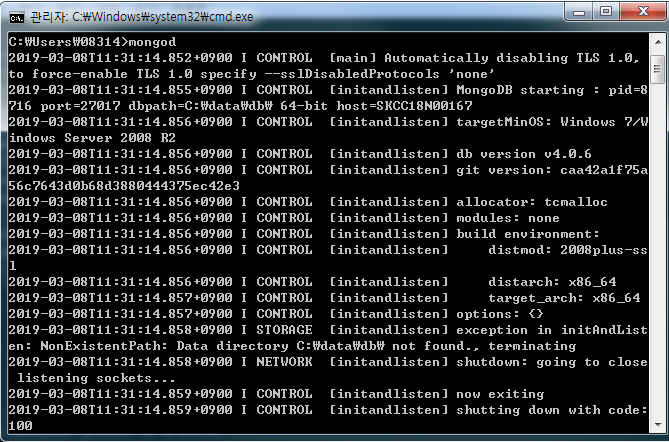 관리자: C:₩Windows₩system32₩cmd.exe
C:₩Users₩08314>mongod
2019-03-08T11:31:14.852+0900 I CONTROL  [main] Automatically disabling TLS 1.0,
to force-enable TLS 1.0 specify --sslDisabledProtocols 'none'
2019-03-08T11:31:14.855+0900 I CONTROL  [initandlisten] MongoDB starting : pid=8
716 port=27017 dbpath=C:₩data₩db₩ 64-bit host=SKCC18N00167
2019-03-08T11:31:14.856+0900 I CONTROL  [initandlisten] targetMinOS: Windows 7/W
indows Server 2008 R2
2019-03-08T11:31:14.856+0900 I CONTROL  [initandlisten] db version v4.0.6
2019-03-08T11:31:14.856+0900 I CONTROL  [initandlisten] git version: caa42a1f75a
56c7643d0b68d3880444375ec42e3
2019-03-08T11:31:14.856+0900 I CONTROL  [initandlisten] allocator: tcmalloc
2019-03-08T11:31:14.856+0900 I CONTROL  [initandlisten] modules: none
2019-03-08T11:31:14.856+0900 I CONTROL  [initandlisten] build environment:
2019-03-08T11:31:14.856+0900 I CONTROL  [initandlisten]     distmod: 2008plus-ss
l
2019-03-08T11:31:14.856+0900 I CONTROL  [initandlisten]     distarch: x86_64
2019-03-08T11:31:14.857+0900 I CONTROL  [initandlisten]     target_arch: x86_64
2019-03-08T11:31:14.857+0900 I CONTROL  [initandlisten] options: {}
2019-03-08T11:31:14.858+0900 I STORAGE  [initandlisten] exception in initAndList
en: NonExistentPath: Data directory C:₩data₩db₩ not found., terminating
2019-03-08T11:31:14.858+0900 I NETWORK  [initandlisten] shutdown: going to close
 listening sockets...
2019-03-08T11:31:14.859+0900 I CONTROL  [initandlisten] now exiting
2019-03-08T11:31:14.859+0900 I CONTROL  [initandlisten] shutting down with code:
100